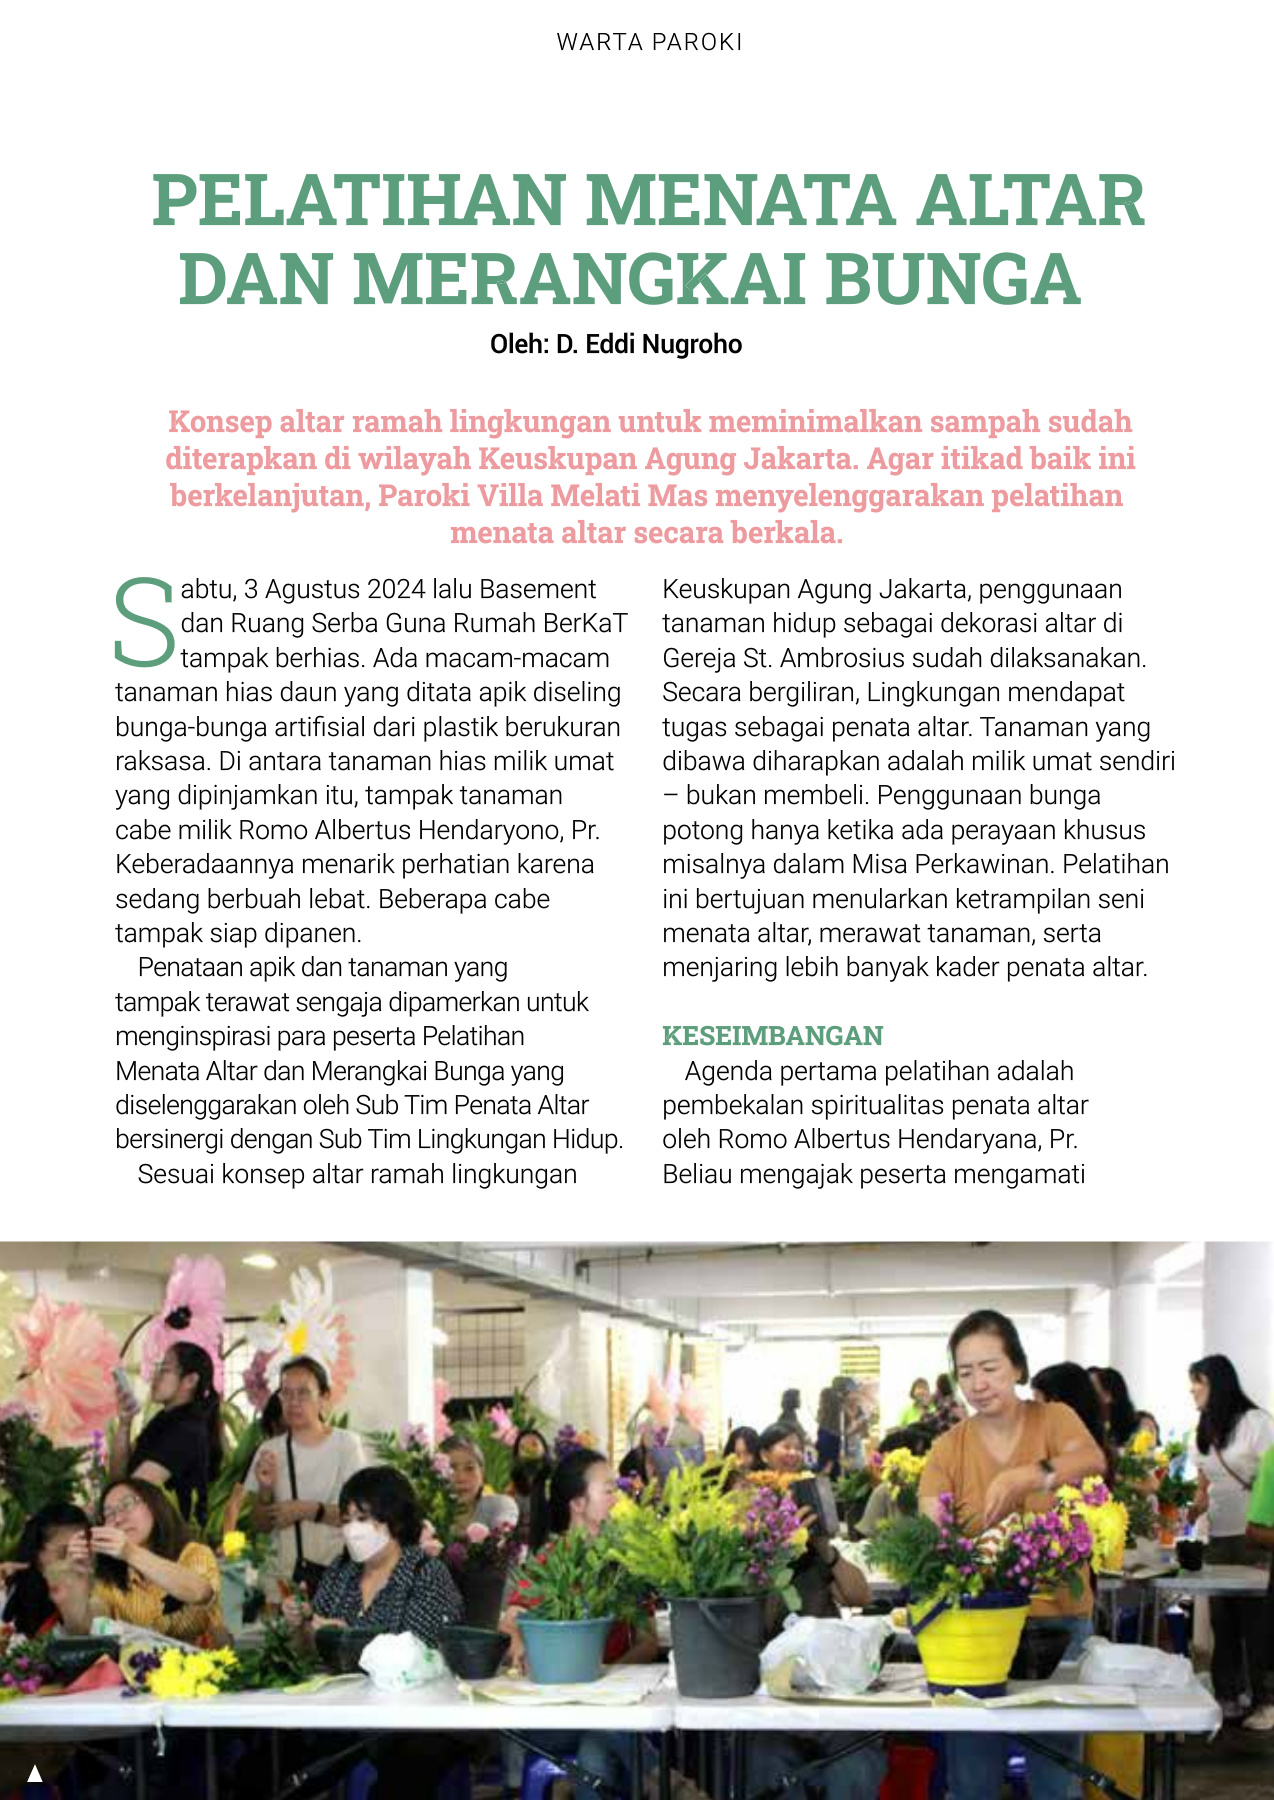 WARTA PAROKI
PELATIHAN MENATA ALTAR
DAN MERANGKAI BUNGA
Oleh: D. Eddi Nugroho
Konsep altar ramah lingkungan untuk meminimalkan sampah sudah
diterapkan di wilayah Keuskupan Agung Jakarta. Agar itikad baik ini
berkelanjutan, Paroki Villa Melati Mas menyelenggarakan pelatihan
menata altar secara berkala.
Sabtu, 3 Agustus 2024 lalu Basement
dan Ruang Serba Guna Rumah BerKaT
tampak berhias. Ada macam-macam
tanaman hias daun yang ditata apik diseling
bunga-bunga artifisial dari plastik berukuran
raksasa. Di antara tanaman hias milik umat
yang dipinjamkan itu, tampak tanaman
cabe milik Romo Albertus Hendaryono, Pr.
Keberadaannya menarik perhatian karena
sedang berbuah lebat. Beberapa cabe
tampak siap dipanen.
Penataan apik dan tanaman yang
tampak terawat sengaja dipamerkan untuk
menginspirasi para peserta Pelatihan
Menata Altar dan Merangkai Bunga yang
diselenggarakan oleh Sub Tim Penata Altar
bersinergi dengan Sub Tim Lingkungan Hidup.
Sesuai konsep altar ramah lingkungan
Keuskupan Agung Jakarta, penggunaan
tanaman hidup sebagai dekorasi altar di
Gereja St. Ambrosius sudah dilaksanakan.
Secara bergiliran, Lingkungan mendapat
tugas sebagai penata altar. Tanaman yang
dibawa diharapkan adalah milik umat sendiri
– bukan membeli. Penggunaan bunga
potong hanya ketika ada perayaan khusus
misalnya dalam Misa Perkawinan. Pelatihan
ini bertujuan menularkan ketrampilan seni
menata altar, merawat tanaman, serta
menjaring lebih banyak kader penata altar.
KESEIMBANGAN
Agenda pertama pelatihan adalah
pembekalan spiritualitas penata altar
oleh Romo Albertus Hendaryana, Pr.
Beliau mengajak peserta mengamati